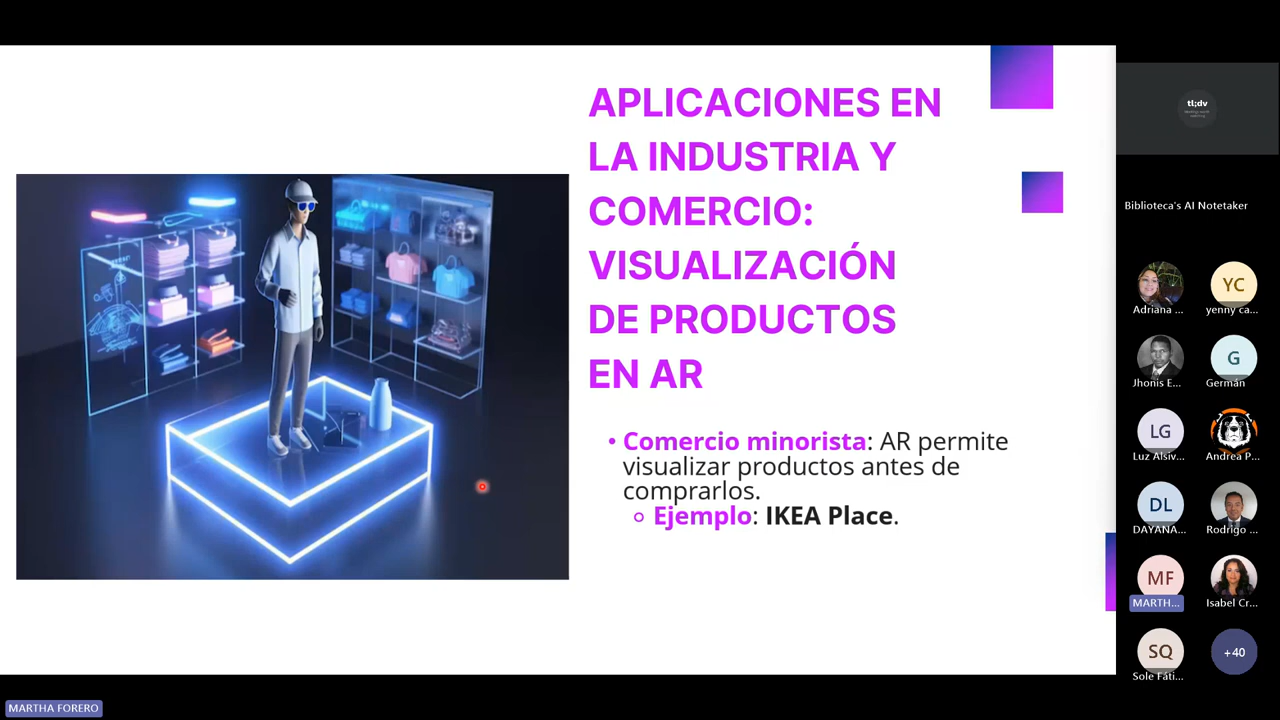 APLICACIONES EN
LA INDUSTRIA Y
COMERCIO:
VISUALIZACIÓN
DE PRODUCTOS
EN AR
• Comercio minorista: AR permite
visualizar productos antes de
comprarlos.
Ejemplo: IKEA Place.
tl;dv
Biblioteca's AI Notetaker
Adriana ...
YC
yenny ca...
Jhonis E...
G
Germán
LG
Luz Alsiv...
Andrea P...
DL
DAYANA...
Rodrigo ...
MF
MARTH...
Isabel Cr...
SQ
Sole Fáti...
+40
MARTHA FORERO